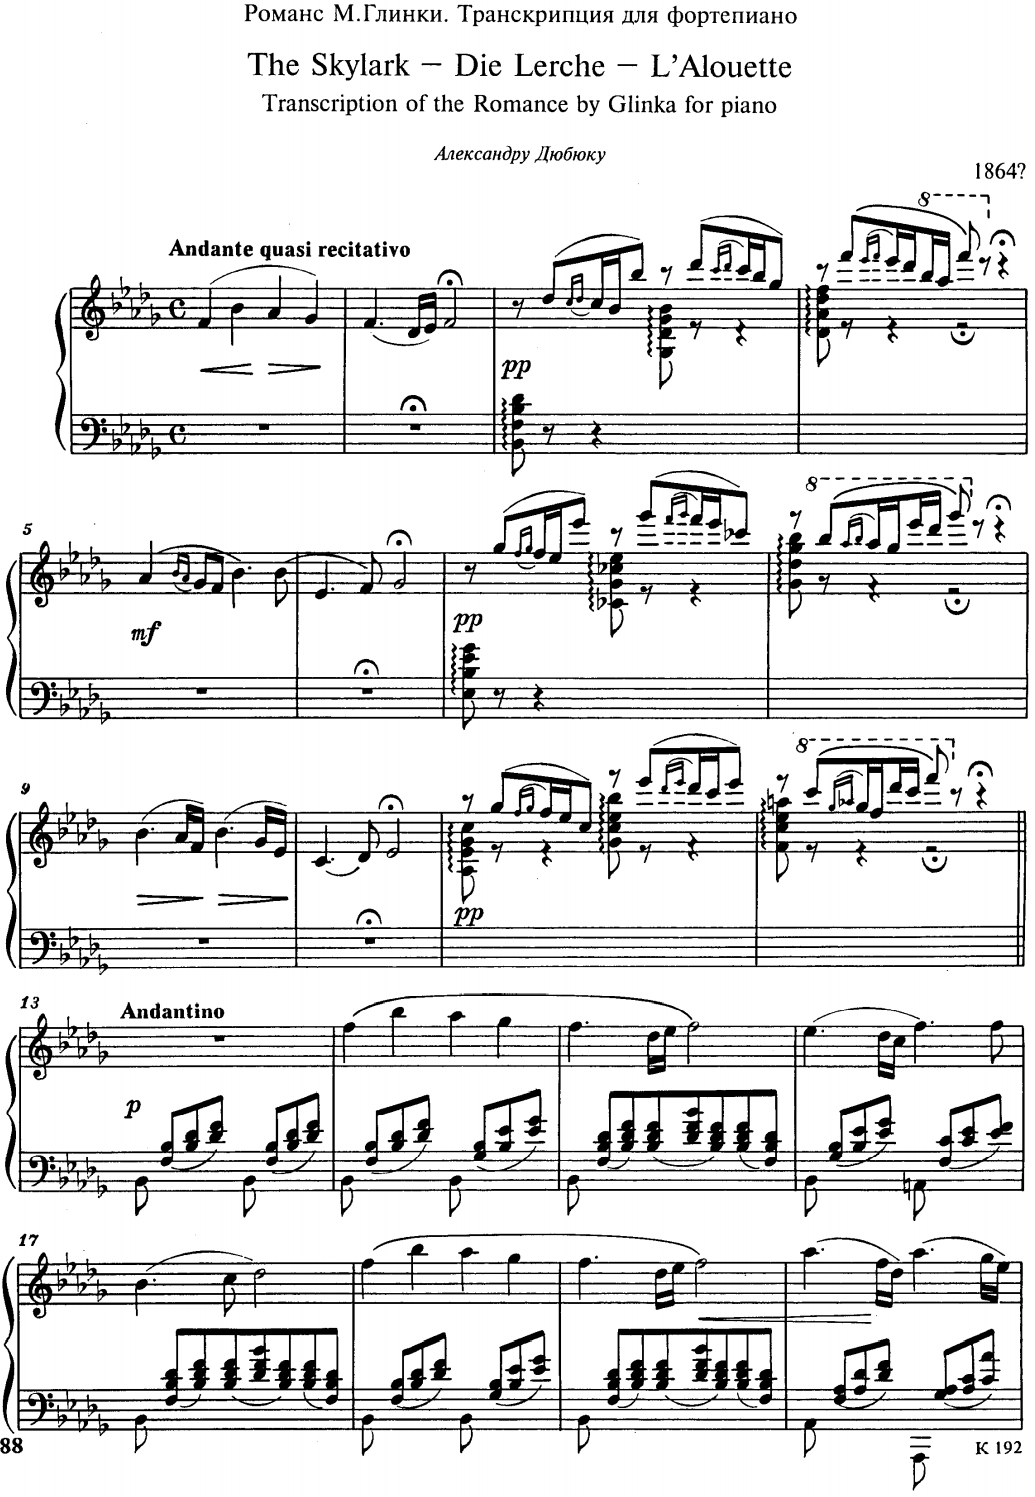 Романс М.Глинки. Транскрипция для фортепиано
The Skylark – Die Lerche – L'Alouette
Transcription of the Romance by Glinka for piano
Александру Дюбюку
1864?
8
Andante quasi recitativo
pp
5
8
mf
pp
9
8
pp
13
Andantino
p
17
88
К 192